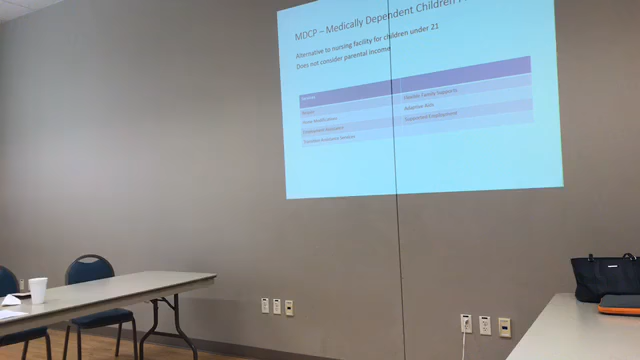 MDCP – Medically Dependent Children P
Alternative to nursing facility for children under 21
Does not consider parental income
Flexible Family Supports
Respite
Adaptive Aids
Home Modifications
Supported Employment
Employment Assistance
Transition Assistance Services